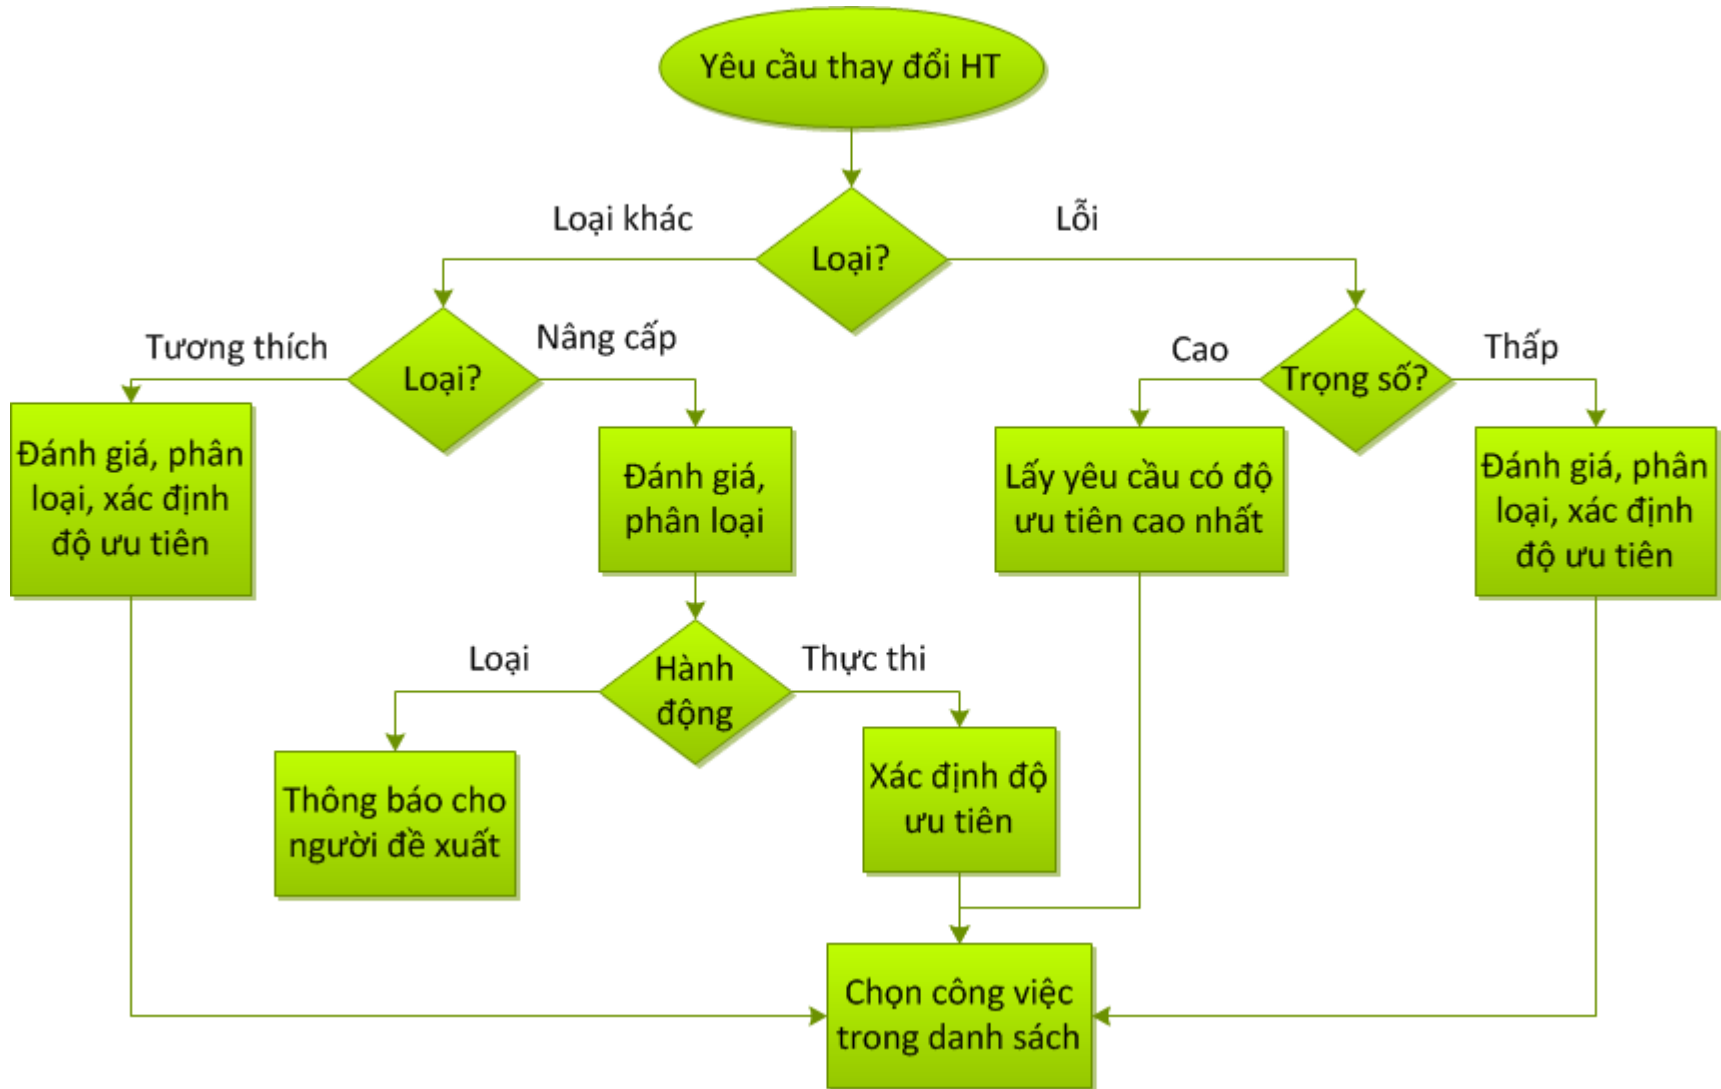 Yêu cầu thay đổi HT
Loại khác
Lỗi
Loại?
Tương thích
Nâng cấp
Cao
Thấp
Loại?
Trọng số?
Đánh giá, phân
loại, xác định
độ ưu tiên
Đánh giá,
phân loại
Lấy yêu cầu có độ
ưu tiên cao nhất
Đánh giá, phân
loại, xác định
độ ưu tiên
Loại
Thực thi
Hành
động
Thông báo cho
người đề xuất
Xác định độ
ưu tiên
Chọn công việc
trong danh sách